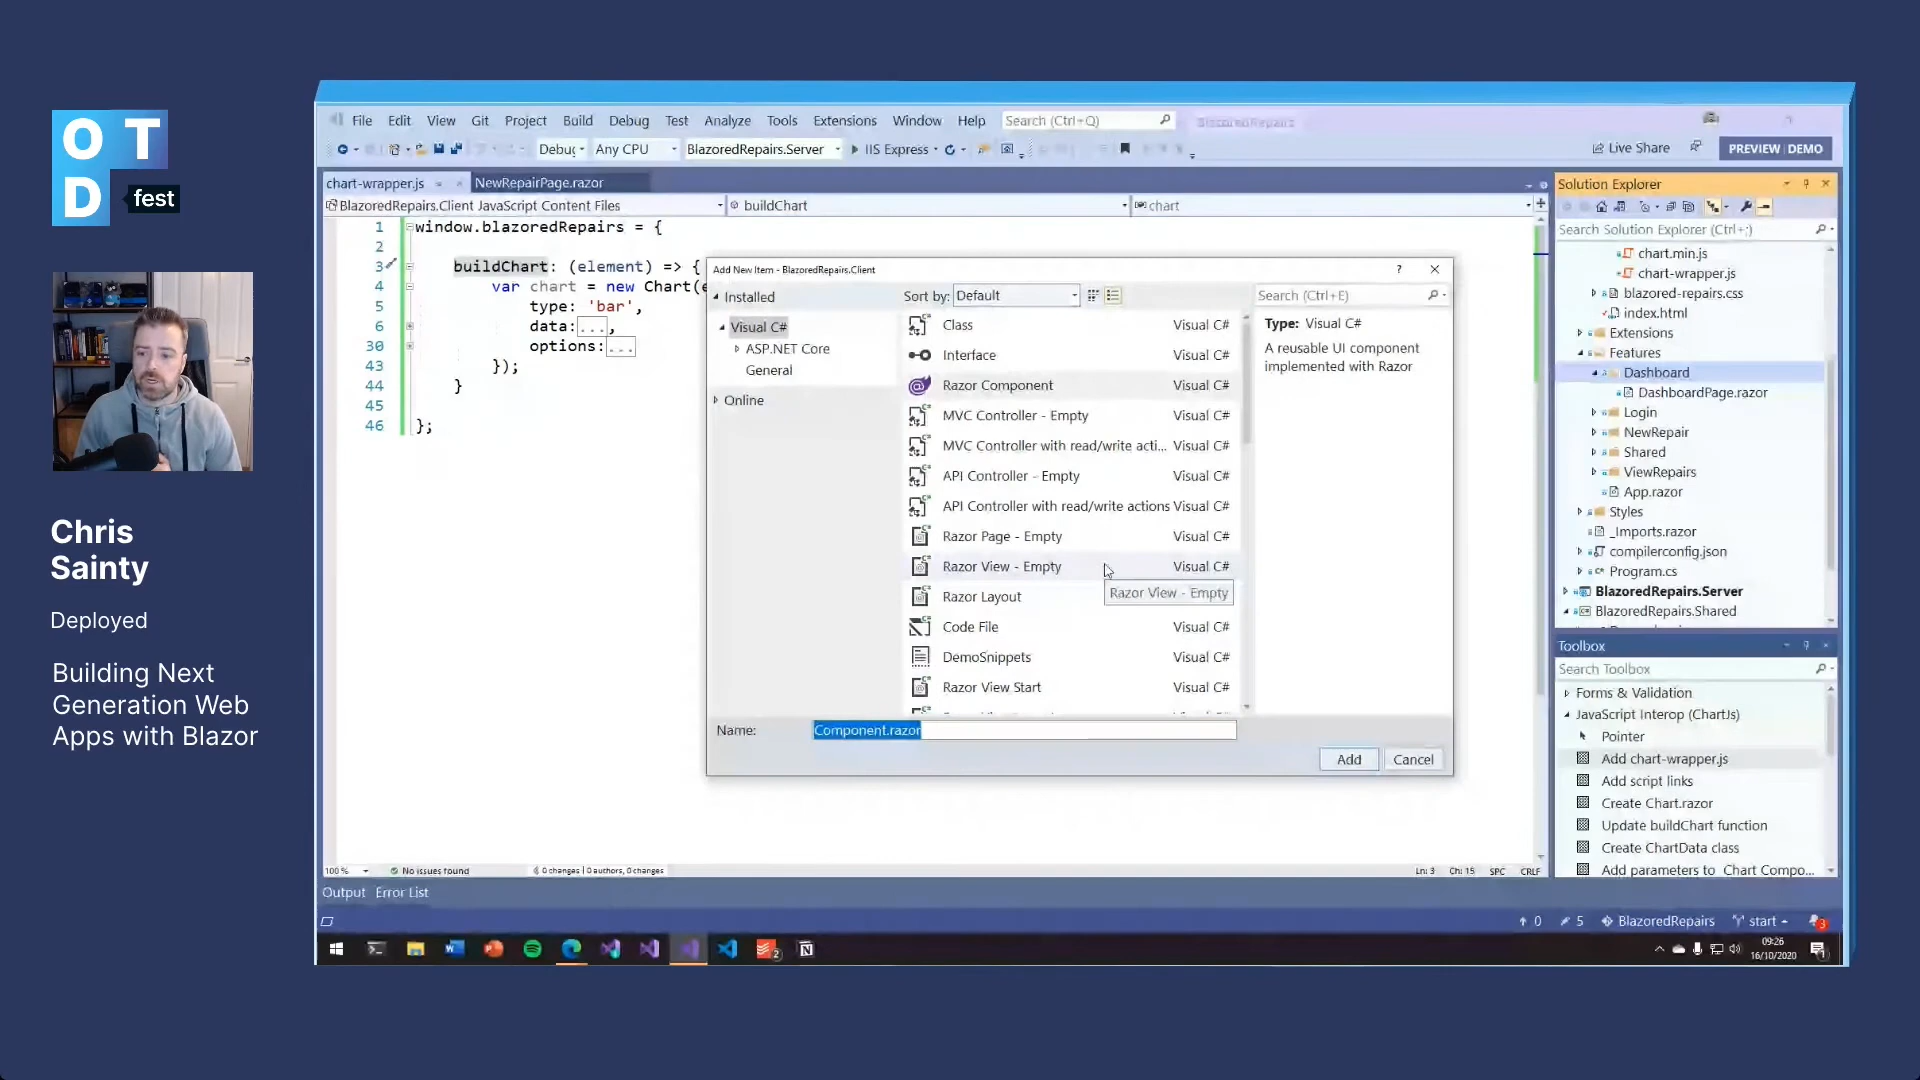 O T
D fest
Chris
Sainty
Deployed
Building Next
Generation Web
Apps with Blazor
File Edit View Git Project Build Debug Test Analyze Tools Extensions Window Help Search (Ctrl+Q) BlazoredRepairs
Debug Any CPU BlazoredRepairs.Server IIS Express Live Share PREVIEW | DEMO
chart-wrapper.js NewRepairPage.razor
BlazoredRepairs.Client JavaScript Content Files buildChart chart
1 window.blazoredRepairs = {
2
3 buildChart: (element) => {
4 var chart = new Chart(e
5 type: 'bar',
6 data:...,
30 options:...
43 });
44 }
45
46 };
Add New Item - BlazoredRepairs.Client ?
Installed
Visual C#
ASP.NET Core
General
Online
Sort by: Default
Search (Ctrl+E)
Class Visual C#
Interface Visual C#
Razor Component Visual C#
MVC Controller - Empty Visual C#
MVC Controller with read/write acti... Visual C#
API Controller - Empty Visual C#
API Controller with read/write actions Visual C#
Razor Page - Empty Visual C#
Razor View - Empty Visual C#
Razor View - Empty
Razor Layout
Code File Visual C#
DemoSnippets Visual C#
Razor View Start Visual C#
Type: Visual C#
A reusable UI component
implemented with Razor
Name: Component.razor
Add Cancel
Solution Explorer
Search Solution Explorer (Ctrl+;)
chart.min.js
chart-wrapper.js
blazored-repairs.css
index.html
Extensions
Features
Dashboard
DashboardPage.razor
Login
NewRepair
Shared
ViewRepairs
App.razor
Styles
_Imports.razor
compilerconfig.json
Program.cs
BlazoredRepairs.Server
BlazoredRepairs.Shared
Toolbox
Search Toolbox
Forms & Validation
JavaScript Interop (ChartJs)
Pointer
Add chart-wrapper.js
Add script links
Create Chart.razor
Update buildChart function
Create ChartData class
Add parameters to Chart Compo...
100 % No issues found 0 changes | 0 authors, 0 changes Ln: 3 Ch: 15 SPC CRLF
Output Error List
0 5 BlazoredRepairs start 3
2
09:26
16/10/2020
1